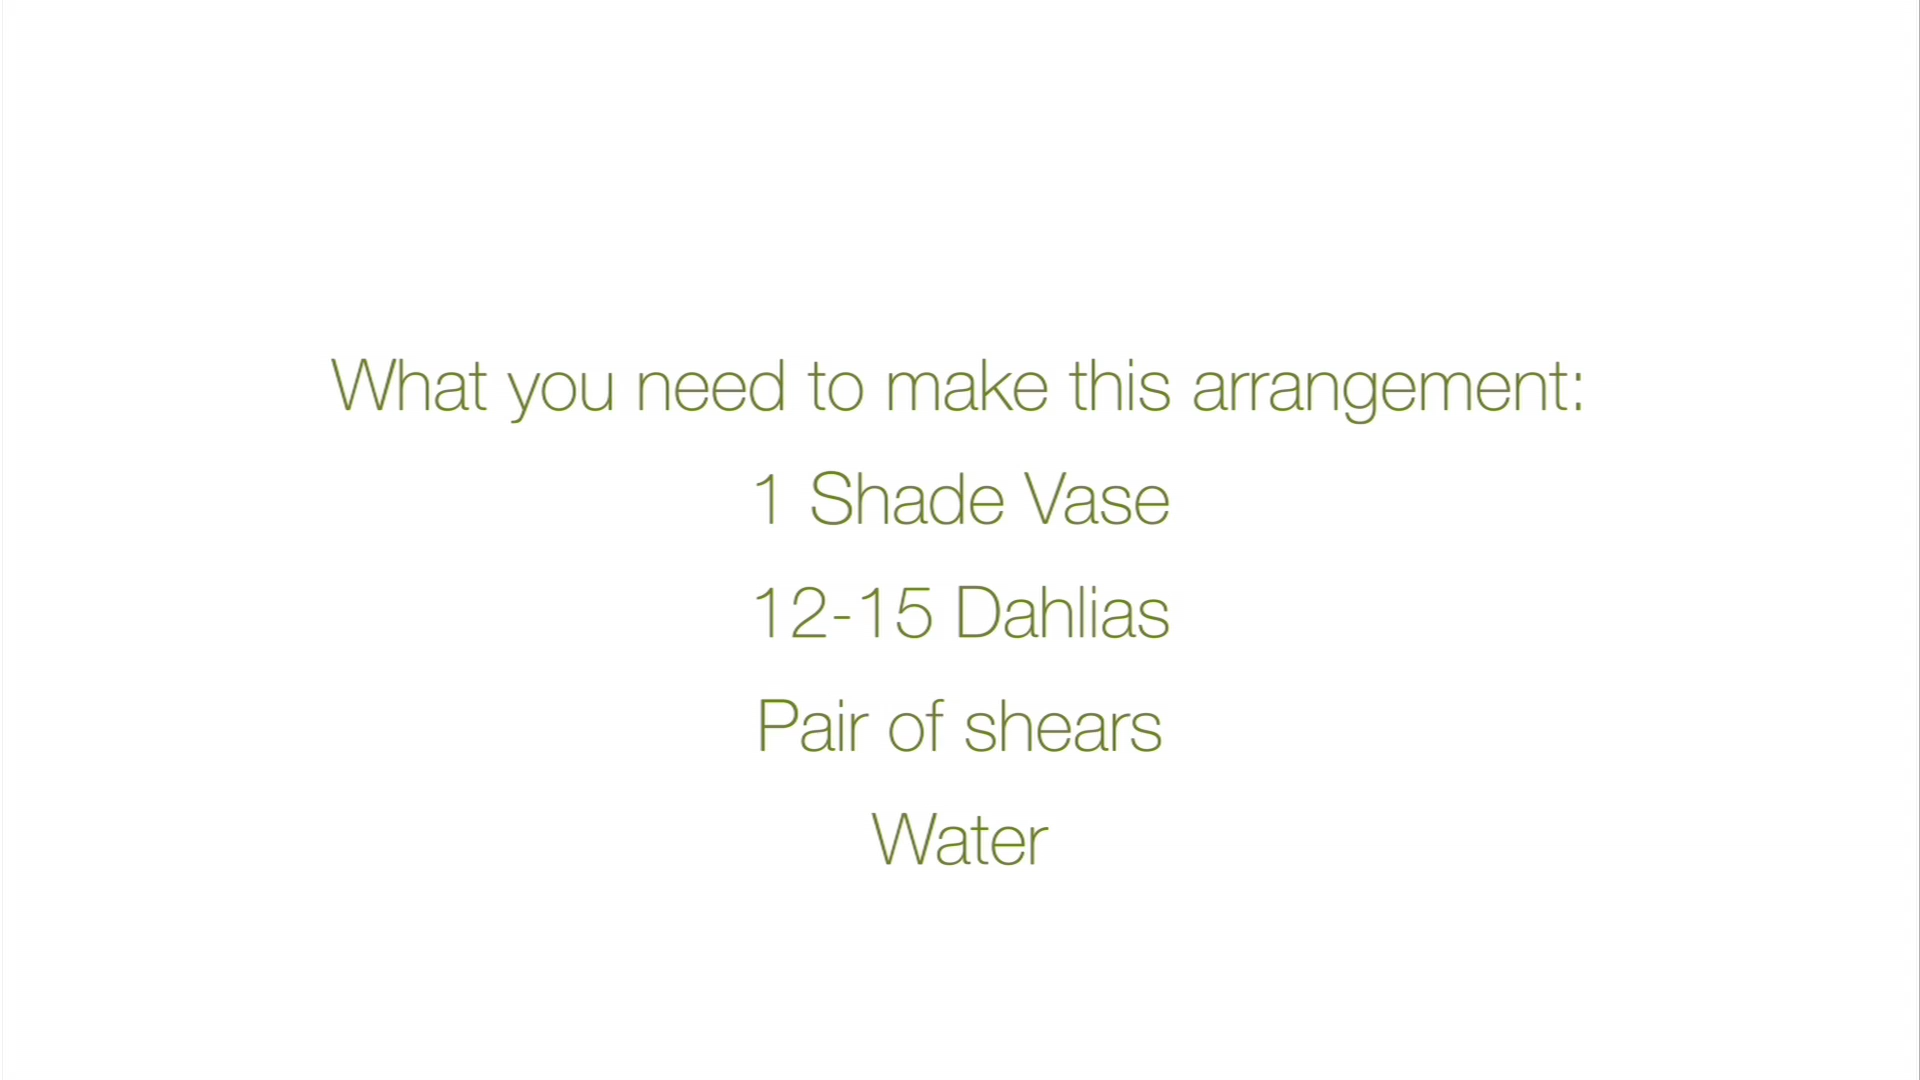 What you need to make this arrangement:
1 Shade Vase
12-15 Dahlias
Pair of shears
Water